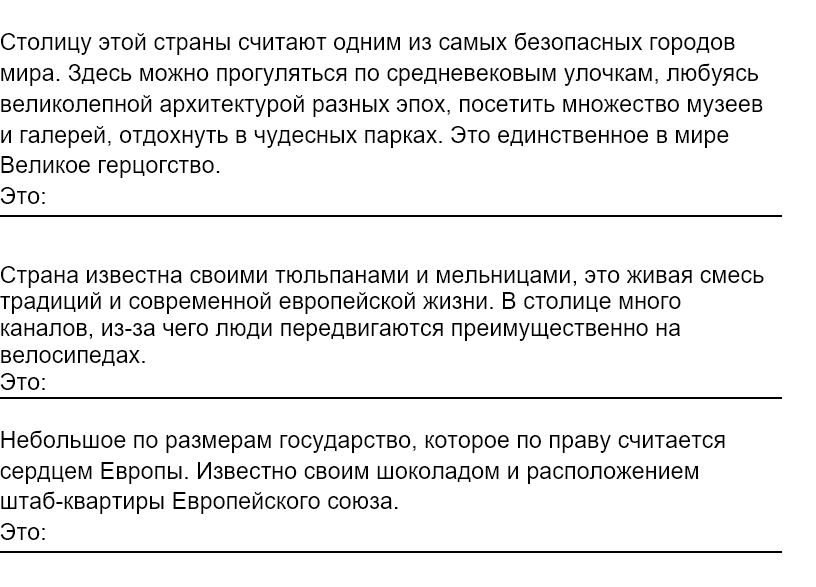 Столицу этой страны считают одним из самых безопасных городов
мира. Здесь можно прогуляться по средневековым улочкам, любуясь
великолепной архитектурой разных эпох, посетить множество музеев
и галерей, отдохнуть в чудесных парках. Это единственное в мире
Великое герцогство.
Это:
Страна известна своими тюльпанами и мельницами, это живая смесь
традиций и современной европейской жизни. В столице много
каналов, из-за чего люди передвигаются преимущественно на
велосипедах.
Это:
Небольшое по размерам государство, которое по праву считается
сердцем Европы. Известно своим шоколадом и расположением
штаб-квартиры Европейского союза.
Это: